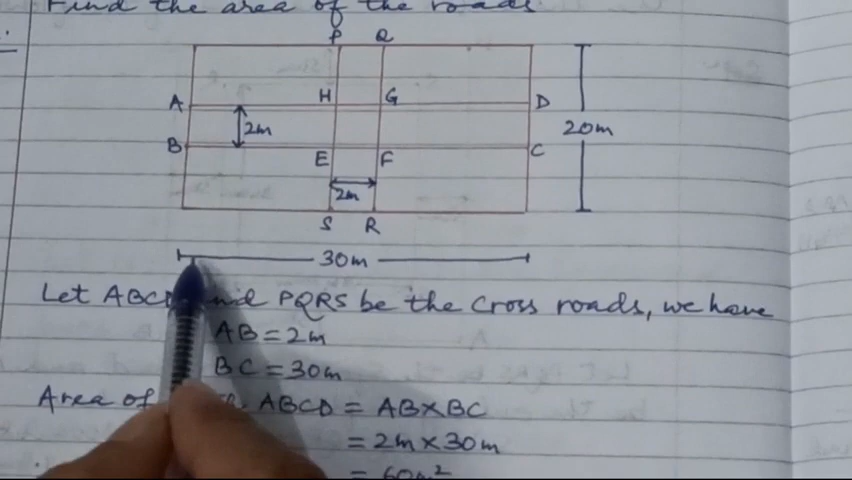 Find the area of the roads
P Q
A H G D
2m 20m
B E F C
2m
S R
30m
Let ABCD and PQRS be the cross roads, we have
AB = 2m
BC = 30m
Area of ABCD = AB×BC
= 2m × 30m
= 60m²